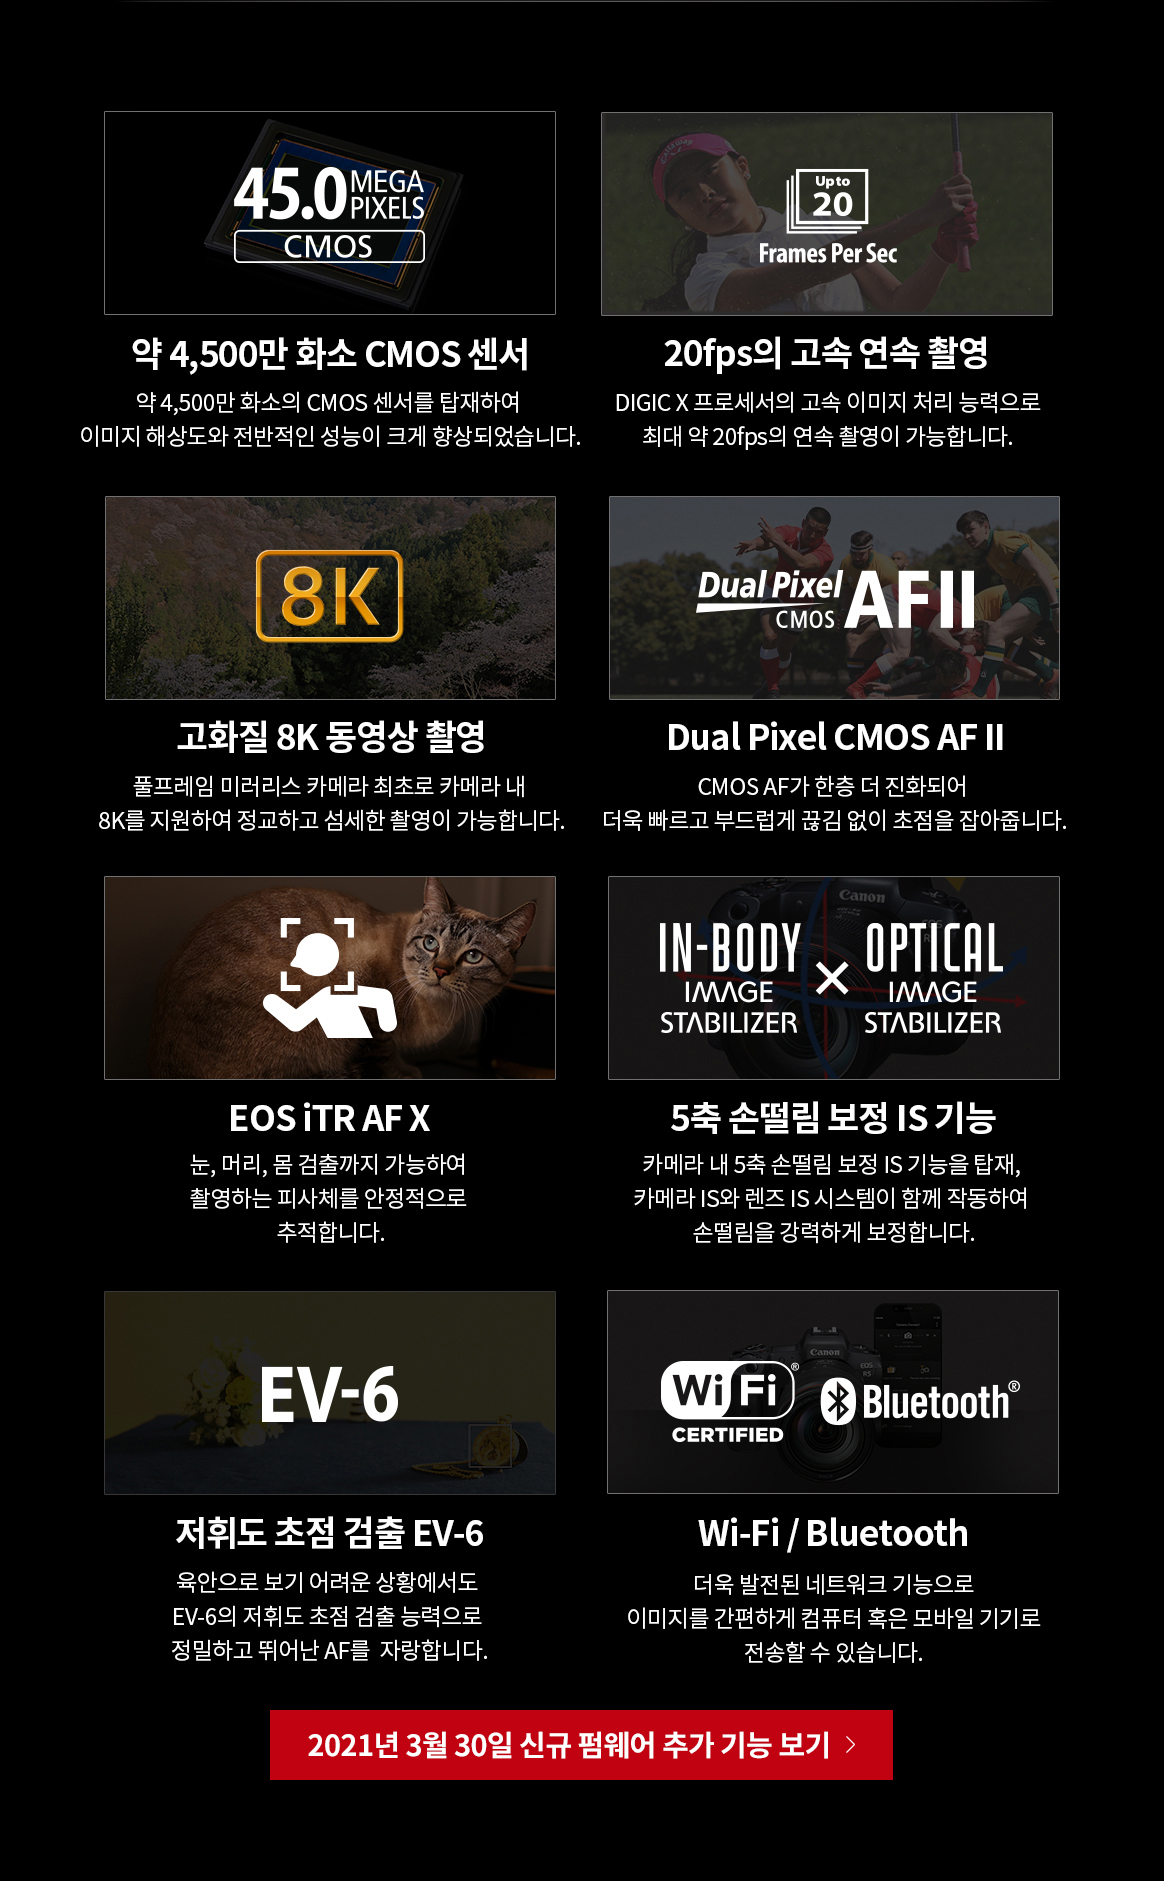 45.0 MEGA PIXELS
CMOS
약 4,500만 화소 CMOS 센서
약 4,500만 화소의 CMOS 센서를 탑재하여
이미지 해상도와 전반적인 성능이 크게 향상되었습니다.
Callaway
Up to
20
Frames Per Sec
20fps의 고속 연속 촬영
DIGIC X 프로세서의 고속 이미지 처리 능력으로
최대 약 20fps의 연속 촬영이 가능합니다.
8K
고화질 8K 동영상 촬영
풀프레임 미러리스 카메라 최초로 카메라 내
8K를 지원하여 정교하고 섬세한 촬영이 가능합니다.
Dual Pixel CMOS AF II
Dual Pixel CMOS AF II
CMOS AF가 한층 더 진화되어
더욱 빠르고 부드럽게 끊김 없이 초점을 잡아줍니다.
EOS iTR AF X
눈, 머리, 몸 검출까지 가능하여
촬영하는 피사체를 안정적으로
추적합니다.
Canon
IN-BODY IMAGE STABILIZER × OPTICAL IMAGE STABILIZER
5축 손떨림 보정 IS 기능
카메라 내 5축 손떨림 보정 IS 기능을 탑재,
카메라 IS와 렌즈 IS 시스템이 함께 작동하여
손떨림을 강력하게 보정합니다.
EV-6
저휘도 초점 검출 EV-6
육안으로 보기 어려운 상황에서도
EV-6의 저휘도 초점 검출 능력으로
정밀하고 뛰어난 AF를 자랑합니다.
Canon
EOS
R5
Wi Fi®
CERTIFIED
Bluetooth®
Wi-Fi / Bluetooth
더욱 발전된 네트워크 기능으로
이미지를 간편하게 컴퓨터 혹은 모바일 기기로
전송할 수 있습니다.
2021년 3월 30일 신규 펌웨어 추가 기능 보기 >